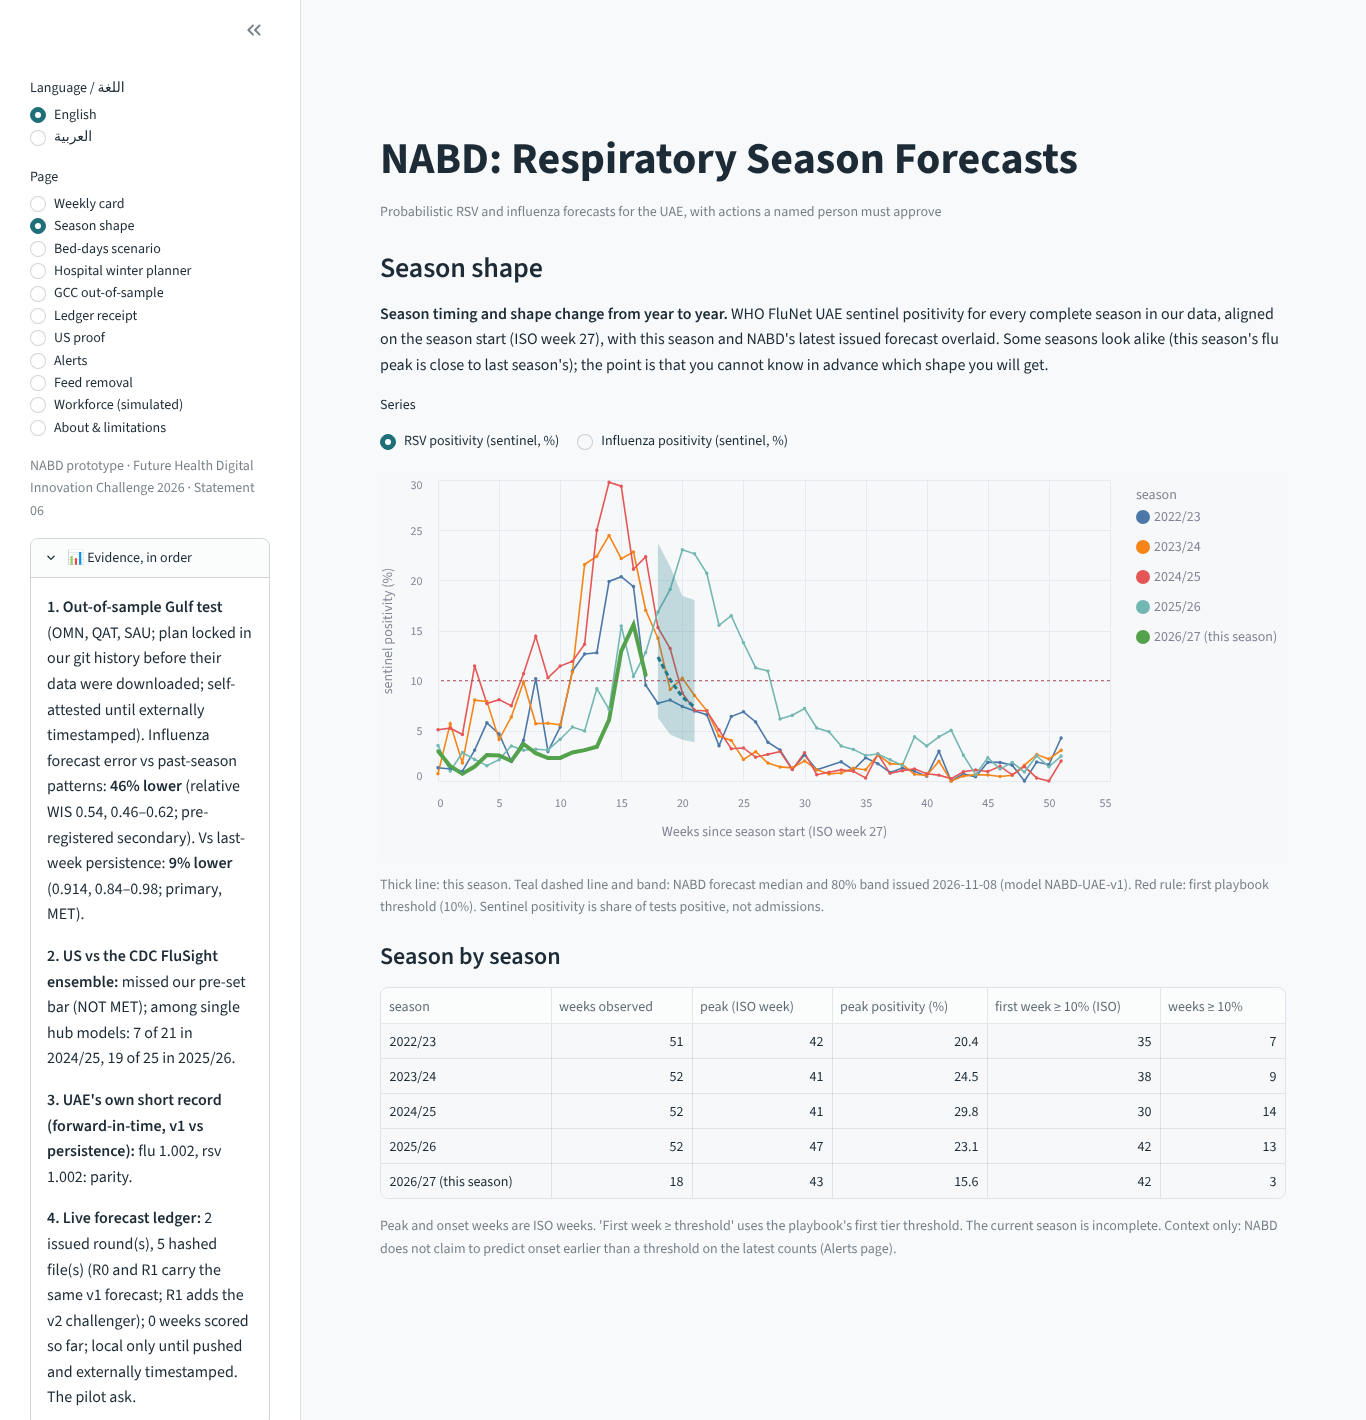 Language / اللغة
English
العربية
Page
Weekly card
Season shape
Bed-days scenario
Hospital winter planner
GCC out-of-sample
Ledger receipt
US proof
Alerts
Feed removal
Workforce (simulated)
About & limitations
NABD prototype · Future Health Digital
Innovation Challenge 2026 · Statement
06
📊 Evidence, in order
1. Out-of-sample Gulf test
(OMN, QAT, SAU; plan locked in
our git history before their
data were downloaded; self-
attested until externally
timestamped). Influenza
forecast error vs past-season
patterns: 46% lower (relative
WIS 0.54, 0.46–0.62; pre-
registered secondary). Vs last-
week persistence: 9% lower
(0.914, 0.84–0.98; primary,
MET).
2. US vs the CDC FluSight
ensemble: missed our pre-set
bar (NOT MET); among single
hub models: 7 of 21 in
2024/25, 19 of 25 in 2025/26.
3. UAE's own short record
(forward-in-time, v1 vs
persistence): flu 1.002, rsv
1.002: parity.
4. Live forecast ledger: 2
issued round(s), 5 hashed
file(s) (R0 and R1 carry the
same v1 forecast; R1 adds the
v2 challenger); 0 weeks scored
so far; local only until pushed
and externally timestamped.
The pilot ask.
NABD: Respiratory Season Forecasts
Probabilistic RSV and influenza forecasts for the UAE, with actions a named person must approve
Season shape
Season timing and shape change from year to year. WHO FluNet UAE sentinel positivity for every complete season in our data, aligned
on the season start (ISO week 27), with this season and NABD's latest issued forecast overlaid. Some seasons look alike (this season's flu
peak is close to last season's); the point is that you cannot know in advance which shape you will get.
Series
RSV positivity (sentinel, %) Influenza positivity (sentinel, %)
sentinel positivity (%)
30
25
20
15
10
5
0
0 5 10 15 20 25 30 35 40 45 50 55
Weeks since season start (ISO week 27)
season
2022/23
2023/24
2024/25
2025/26
2026/27 (this season)
Thick line: this season. Teal dashed line and band: NABD forecast median and 80% band issued 2026-11-08 (model NABD-UAE-v1). Red rule: first playbook
threshold (10%). Sentinel positivity is share of tests positive, not admissions.
Season by season
season weeks observed peak (ISO week) peak positivity (%) first week ≥ 10% (ISO) weeks ≥ 10%
2022/23 51 42 20.4 35 7
2023/24 52 41 24.5 38 9
2024/25 52 41 29.8 30 14
2025/26 52 47 23.1 42 13
2026/27 (this season) 18 43 15.6 42 3
Peak and onset weeks are ISO weeks. 'First week ≥ threshold' uses the playbook's first tier threshold. The current season is incomplete. Context only: NABD
does not claim to predict onset earlier than a threshold on the latest counts (Alerts page).